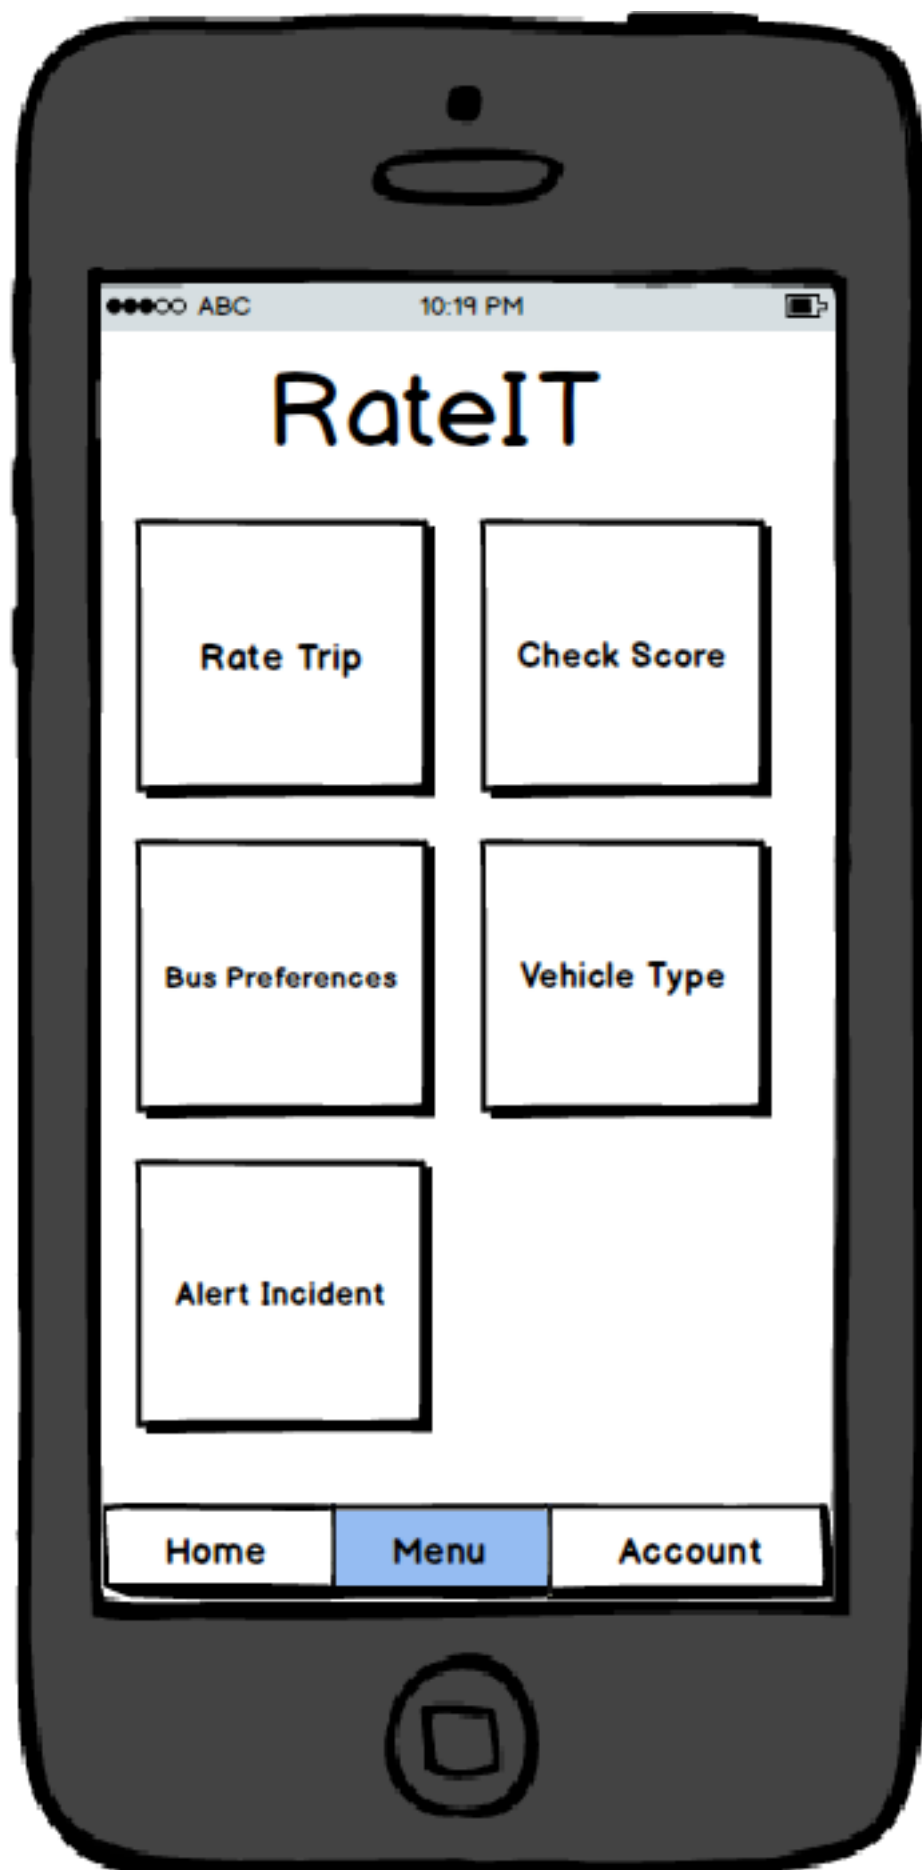 ABC 10:19 PM
RateIT
Rate Trip Check Score
Bus Preferences Vehicle Type
Alert Incident
Home Menu Account